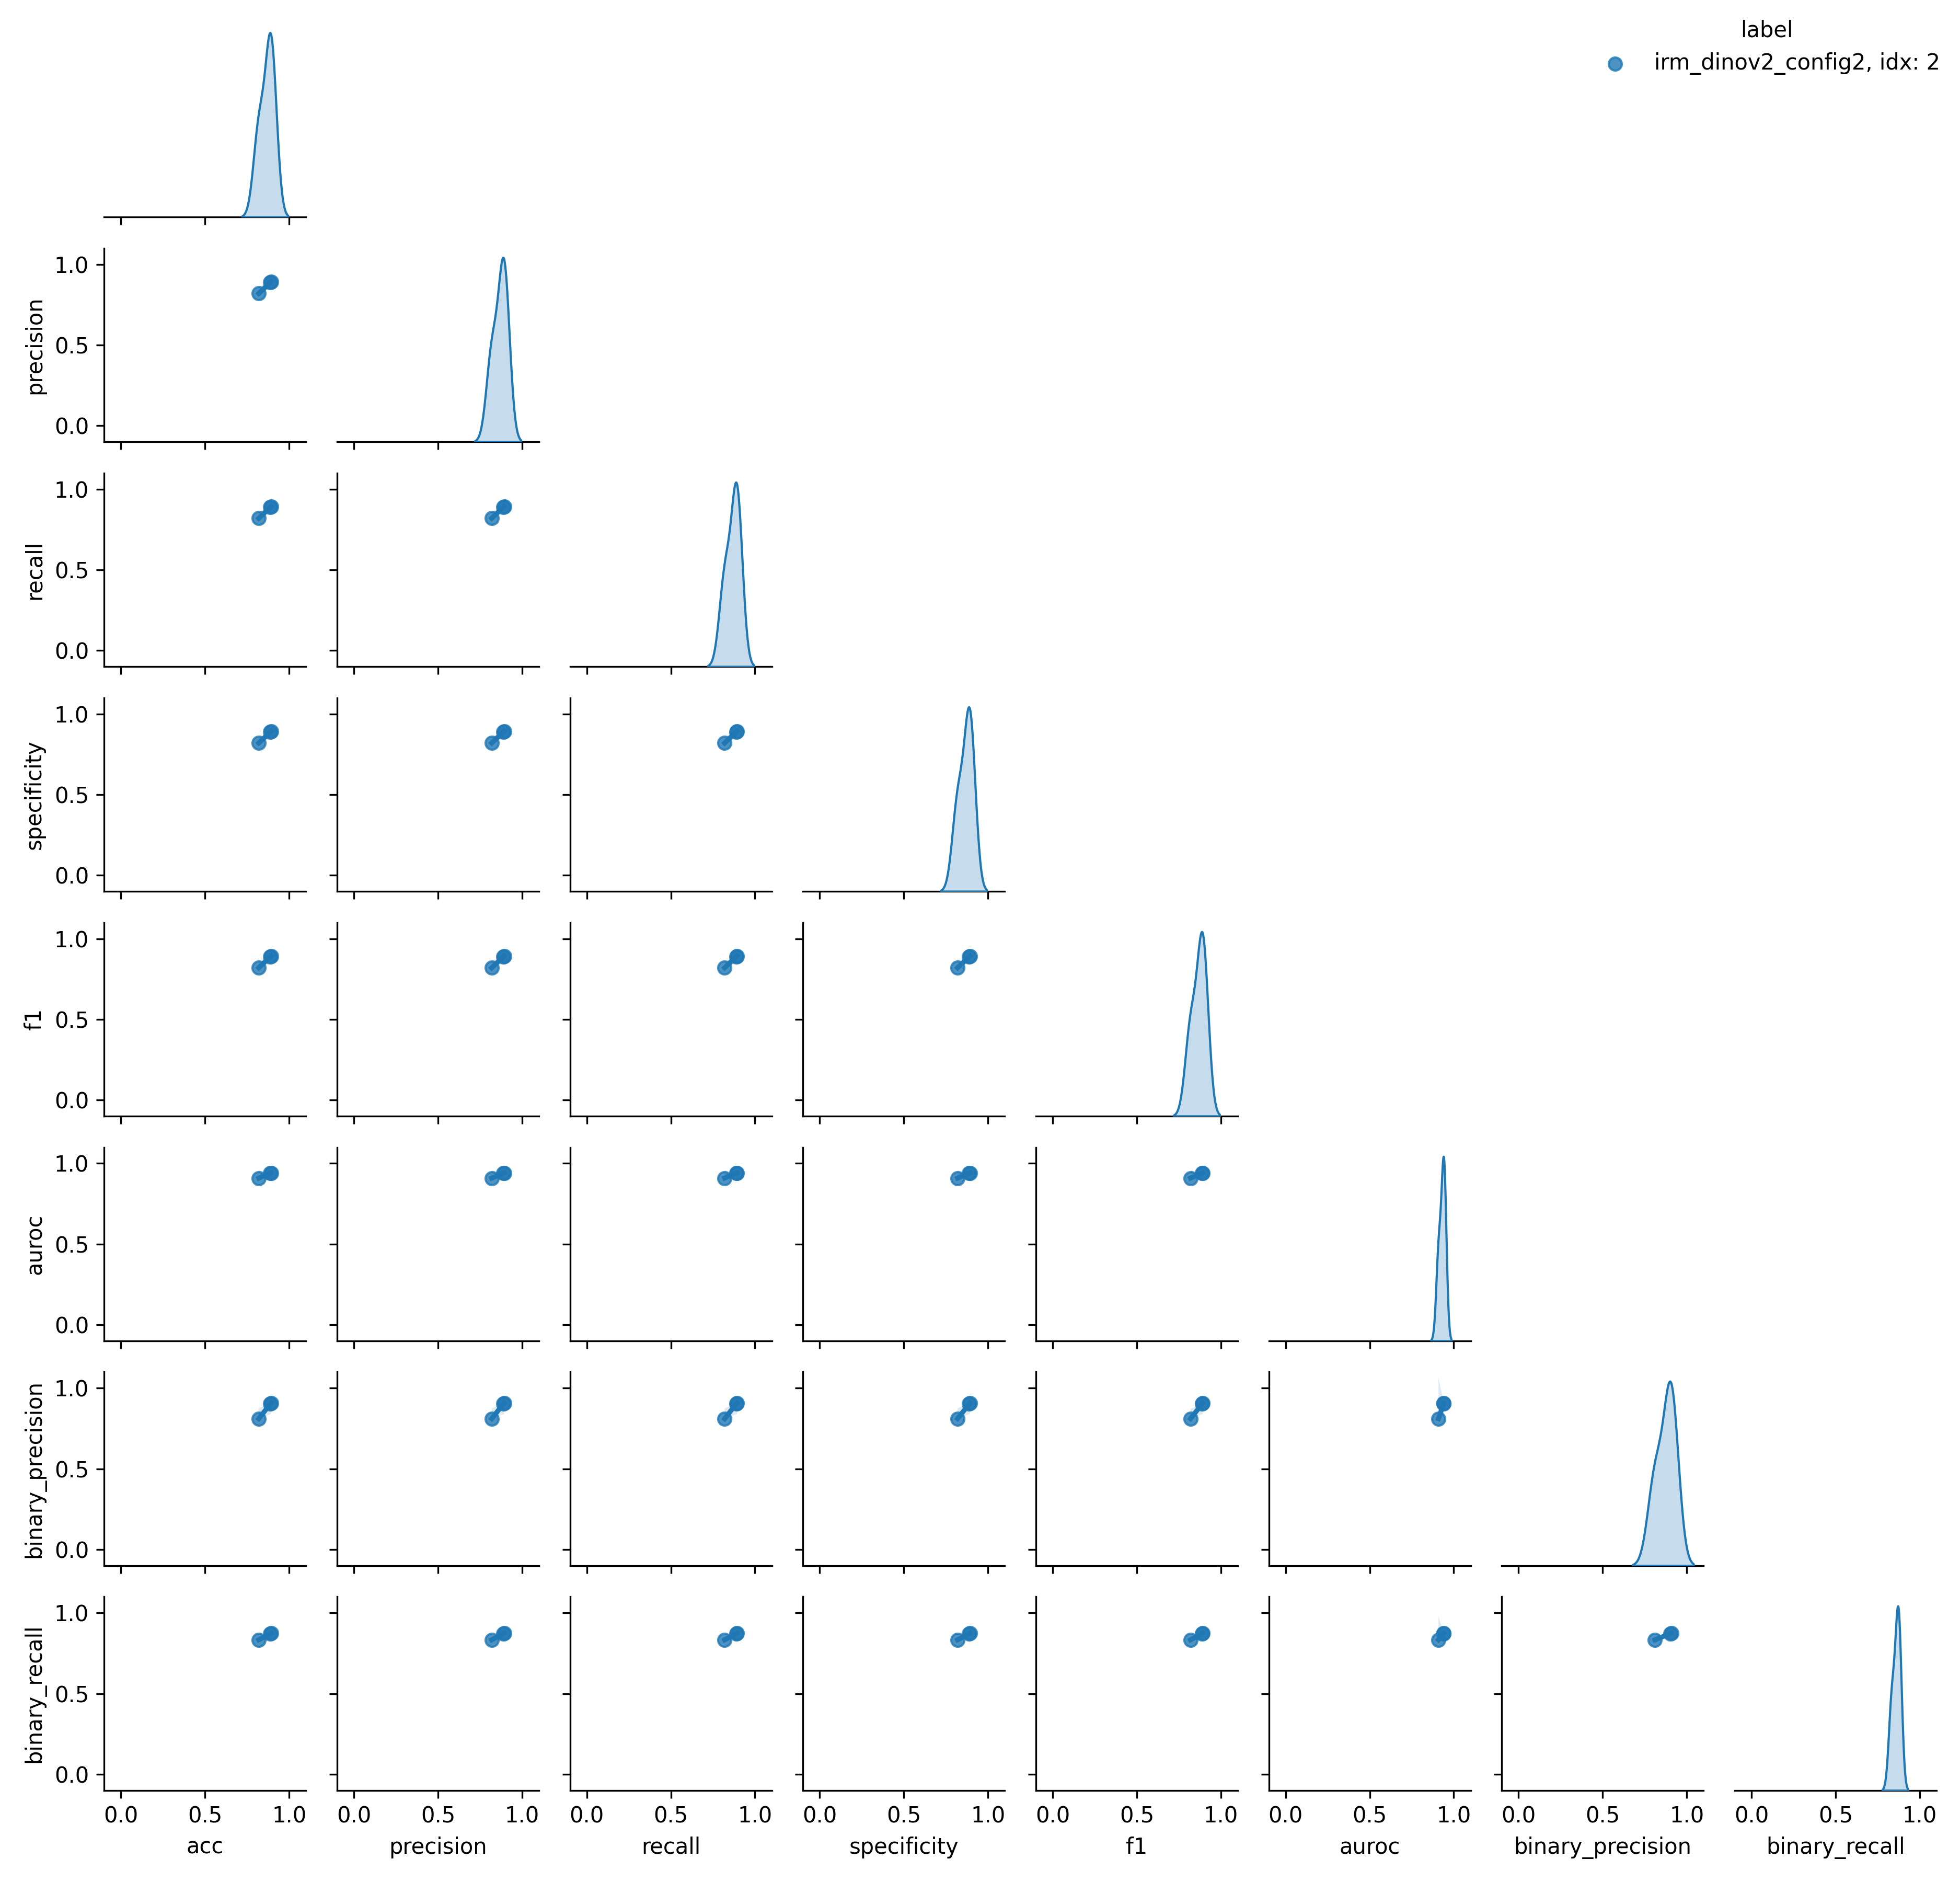 label
irm_dinov2_config2, idx: 2
1.0
precision
0.5
0.0
1.0
recall
0.5
0.0
1.0
specificity
0.5
0.0
1.0
f1
0.5
0.0
1.0
auroc
0.5
0.0
1.0
binary_precision
0.5
0.0
1.0
binary_recall
0.5
0.0
0.0 0.5 1.0 0.0 0.5 1.0 0.0 0.5 1.0 0.0 0.5 1.0 0.0 0.5 1.0 0.0 0.5 1.0 0.0 0.5 1.0 0.0 0.5 1.0
acc precision recall specificity f1 auroc binary_precision binary_recall